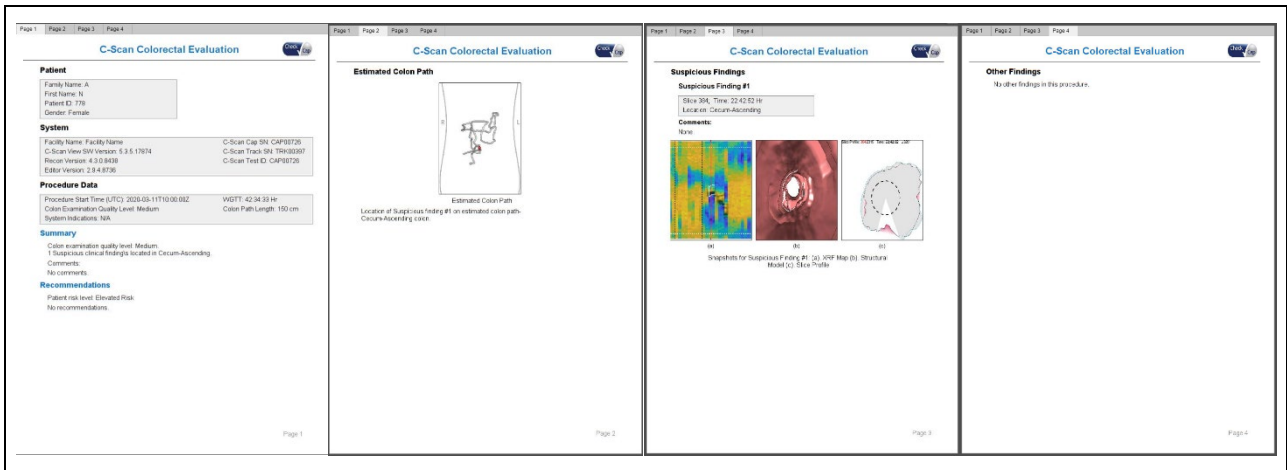 Page 1 Page 2 Page 3 Page 4
C-Scan Colorectal Evaluation
Check Cap
Patient
Family Name: A
First Name: N
Patient ID: 778
Gender: Female
System
Facility Name: Facility Name
C-Scan View SW Version: 5.3.5.17874
Recon Version: 4.3.0.8438
Editor Version: 2.9.4.6736
C-Scan Cap SN: CAP00726
C-Scan Track SN: TRK00397
C-Scan Test ID: CAP00726
Procedure Data
Procedure Start Time (UTC): 2020-03-11T10:00:00Z
Colon Examination Quality Level: Medium
System Indications: N/A
WGTT: 42:34:33 Hr
Colon Path Length: 150 cm
Summary
Colon examination quality level: Medium.
1 Suspicious clinical finding/s located in Cecum-Ascending.
Comments:
No comments.
Recommendations
Patient risk level: Elevated Risk
No recommendations.
Page 1
Page 1 Page 2 Page 3 Page 4
C-Scan Colorectal Evaluation
Check Cap
Estimated Colon Path
R
L
Estimated Colon Path
Location of Suspicious finding #1 on estimated colon path-
Cecum-Ascending colon.
Page 2
Page 1 Page 2 Page 3 Page 4
C-Scan Colorectal Evaluation
Check Cap
Suspicious Findings
Suspicious Finding #1
Slice 394, Time: 22:42:52 Hr
Location: Cecum-Ascending
Comments:
None
(a)
(b)
(c)
Snapshots for Suspicious Finding #1: (a). XRF Map (b). Structural
Model (c). Slice Profile
Page 3
Page 1 Page 2 Page 3 Page 4
C-Scan Colorectal Evaluation
Check Cap
Other Findings
No other findings in this procedure.
Page 4